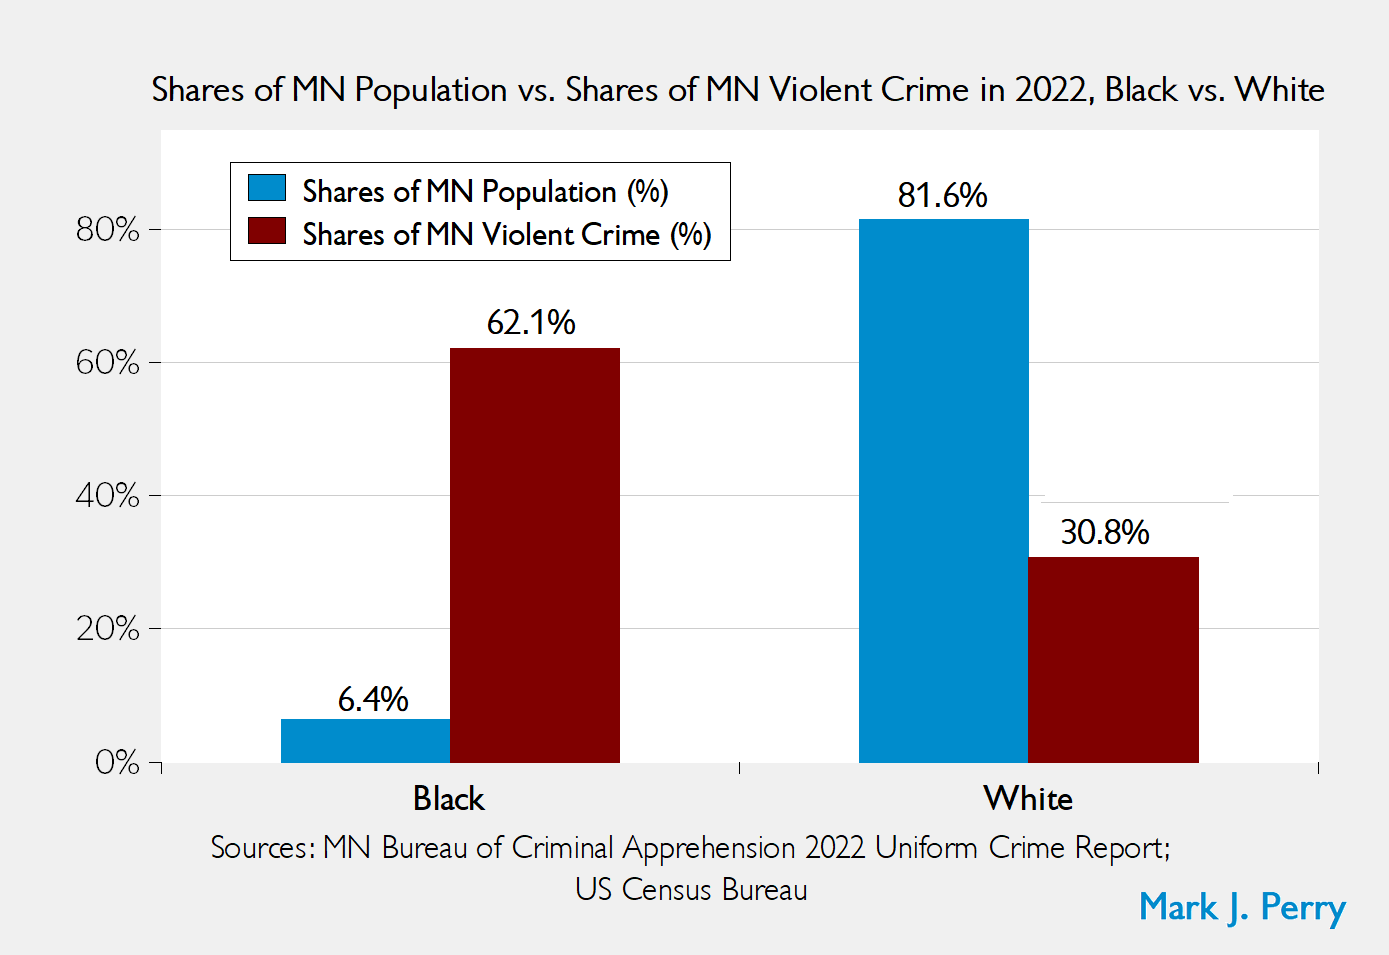 Shares of MN Population vs. Shares of MN Violent Crime in 2022, Black vs. White
Shares of MN Population (%)
Shares of MN Violent Crime (%)
80%
60%
40%
20%
0%
6.4%
62.1%
81.6%
30.8%
Black
White
Sources: MN Bureau of Criminal Apprehension 2022 Uniform Crime Report;
US Census Bureau
Mark J. Perry